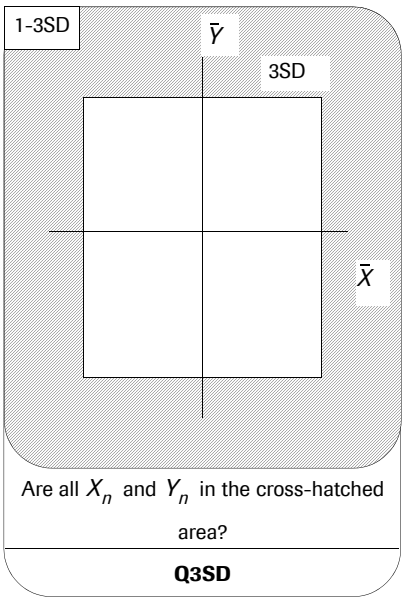 1-3SD
Ȳ
3SD
X̄
Are all Xₙ and Yₙ in the cross-hatched
area?
Q3SD